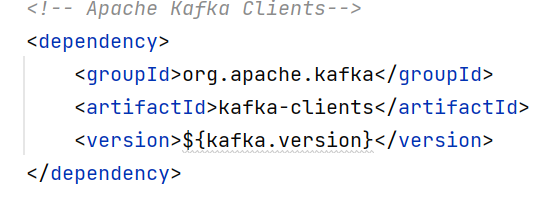 <!-- Apache Kafka Clients-->
<dependency>
    <groupId>org.apache.kafka</groupId>
    <artifactId>kafka-clients</artifactId>
    <version>${kafka.version}</version>
</dependency>